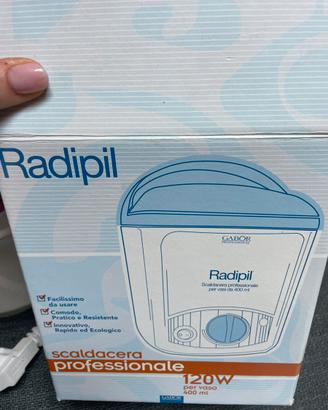 Radipil
GABOR
Radipil
Scaldacera professionale
per vasi da 400 ml
Facilissimo
da usare
Comodo,
Pratico e Resistente
Innovativo,
Rapido ed Ecologico
scaldacera
professionale
120W
per vaso
400 ml
GABOR